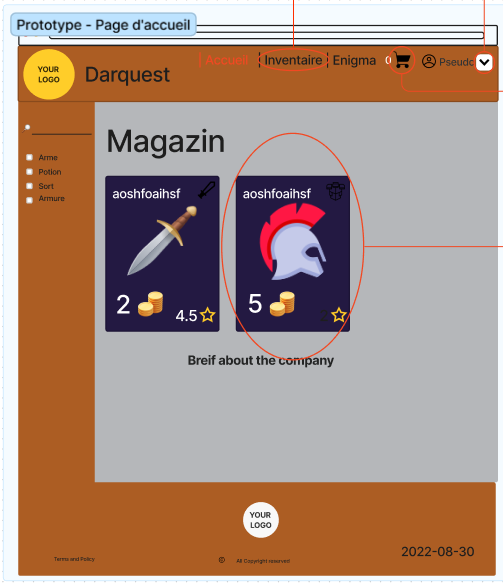 Prototype - Page d'accueil
YOUR
LOGO
Darquest
Accueil
Inventaire
Enigma
0
Pseudo
Arme
Potion
Sort
Armure
Magazin
aoshfoaihsf
2
4.5
aoshfoaihsf
5
Breif about the company
YOUR
LOGO
Terms and Policy
© All Copyright reserved
2022-08-30